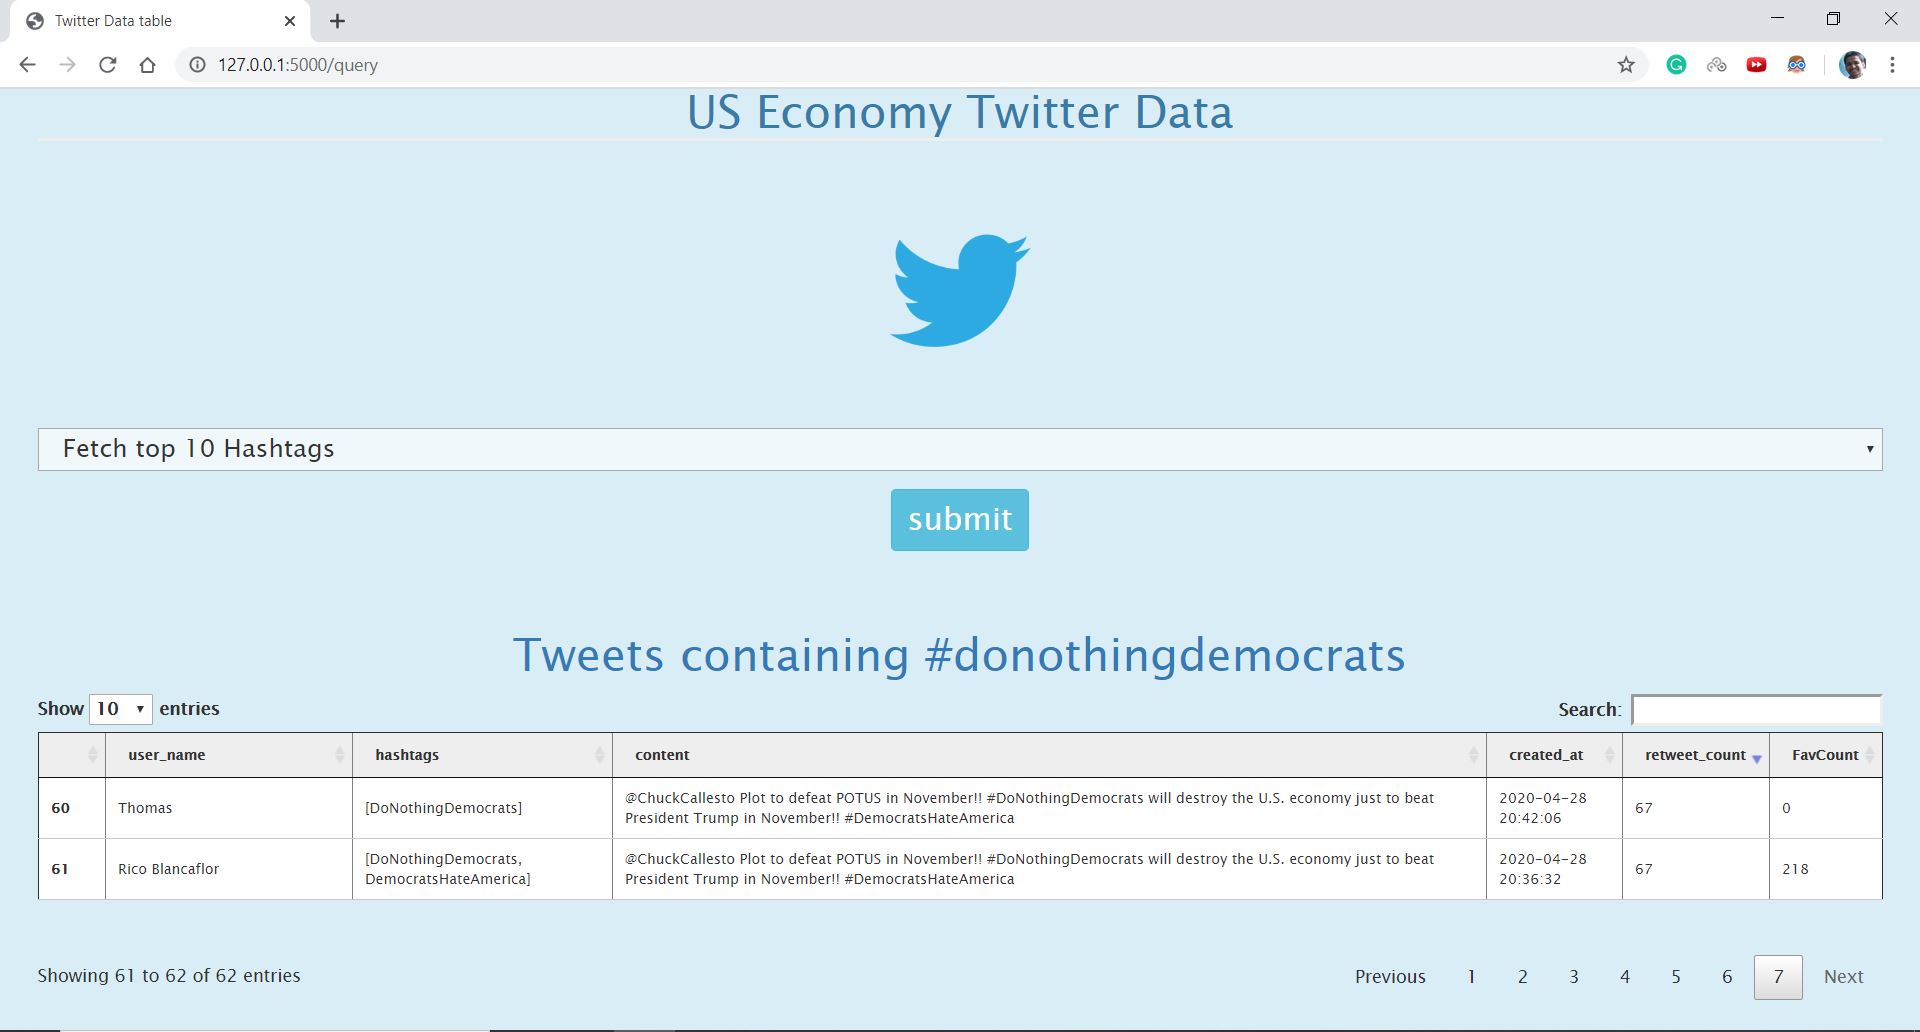 Twitter Data table
127.0.0.1:5000/query
US Economy Twitter Data
Fetch top 10 Hashtags
submit
Tweets containing #donothingdemocrats
Show 10 entries
Search:
user_name hashtags content created_at retweet_count FavCount
60 Thomas [DoNothingDemocrats] @ChuckCallesto Plot to defeat POTUS in November!! #DoNothingDemocrats will destroy the U.S. economy just to beat 2020-04-28 67 0
President Trump in November!! #DemocratsHateAmerica 20:42:06
61 Rico Blancaflor [DoNothingDemocrats, @ChuckCallesto Plot to defeat POTUS in November!! #DoNothingDemocrats will destroy the U.S. economy just to beat 2020-04-28 67 218
DemocratsHateAmerica] President Trump in November!! #DemocratsHateAmerica 20:36:32
Showing 61 to 62 of 62 entries
Previous 1 2 3 4 5 6 7 Next